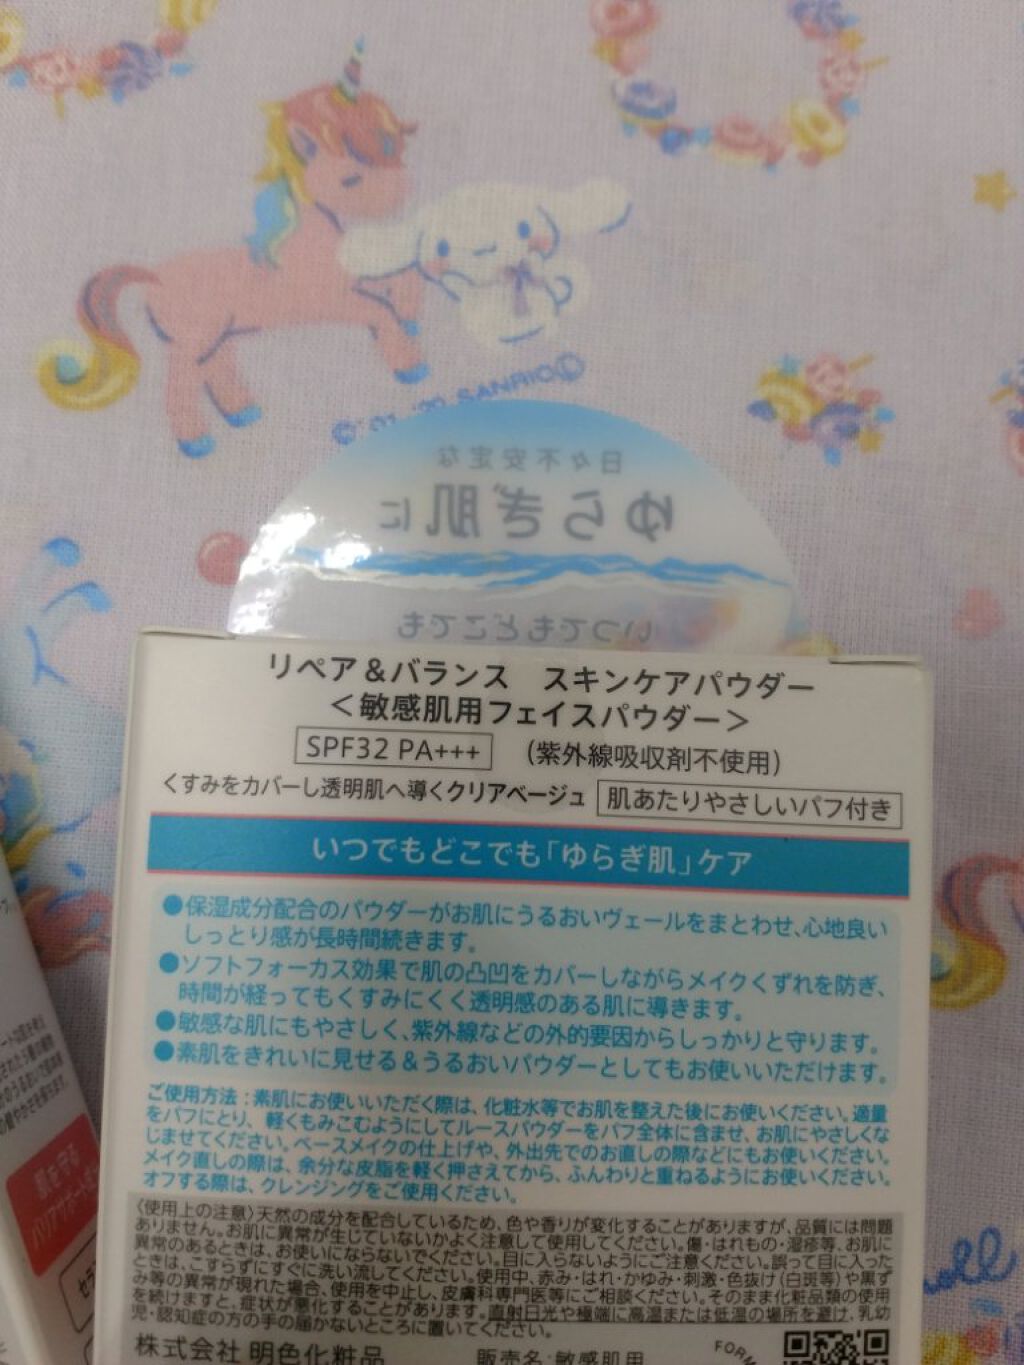 © '01, '20 SANRIO Ⓛ
日々不安定な
ゆらぎ肌に
いつでもどこでも
リペア＆バランス　スキンケアパウダー
＜敏感肌用フェイスパウダー＞
SPF32 PA+++　（紫外線吸収剤不使用）
くすみをカバーし透明肌へ導くクリアベージュ　肌あたりやさしいパフ付き
いつでもどこでも「ゆらぎ肌」ケア
●保湿成分配合のパウダーがお肌にうるおいヴェールをまとわせ、心地良い
しっとり感が長時間続きます。
●ソフトフォーカス効果で肌の凸凹をカバーしながらメイクくずれを防ぎ、
時間が経ってもくすみにくく透明感のある肌に導きます。
●敏感な肌にもやさしく、紫外線などの外的要因からしっかりと守ります。
●素肌をきれいに見せる＆うるおいパウダーとしてもお使いいただけます。
ご使用方法：素肌にお使いいただく際は、化粧水等でお肌を整えた後にお使いください。適量
をパフにとり、軽くもみこむようにしてルースパウダーをパフ全体に含ませ、お肌にやさしくな
じませてください。ベースメイクの仕上げや、外出先でのお直しの際などにもお使いください。
メイク直しの際は、余分な皮脂を軽く押さえてから、ふんわりと重ねるようにお使いください。
オフする際は、クレンジングをご使用ください。
〈使用上の注意〉天然の成分を配合しているため、色や香りが変化することがありますが、品質には問題
ありません。お肌に異常が生じていないかよく注意して使用してください。傷・はれもの・湿疹等、お肌に
異常のあるときは、お使いにならないでください。目に入らないようにご注意ください。誤って目に入った
ときは、こすらずにすぐに洗い流してください。使用中、赤み・はれ・かゆみ・刺激・色抜け（白斑等）や黒ず
み等の異常が現れた場合、使用を中止し、皮膚科専門医等にご相談ください。そのまま化粧品類の使用
を続けますと、症状が悪化することがあります。直射日光や極端に高温または低温の場所を避け、乳幼
児・認知症の方の手の届かないところに置いてください。
株式会社 明色化粧品
販売名：敏感肌用
FORM
肌を守る